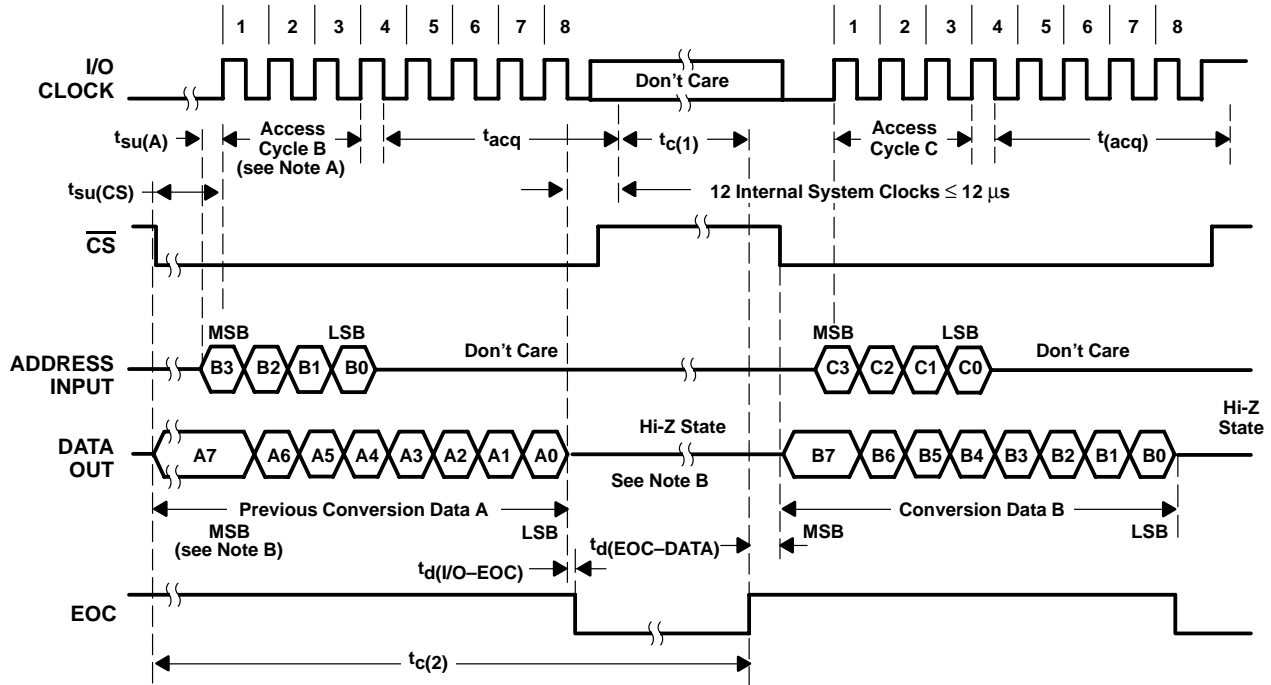 1 2 3 4 5 6 7 8 1 2 3 4 5 6 7 8
I/O
CLOCK
Don't Care
tsu(A)
Access
Cycle B
(see Note A)
tacq
tc(1)
Access
Cycle C
t(acq)
tsu(CS)
12 Internal System Clocks ≤ 12 μs
CS
MSB LSB MSB LSB
ADDRESS
INPUT
B3 B2 B1 B0 Don't Care C3 C2 C1 C0 Don't Care
Hi-Z
State
DATA
OUT
A7 A6 A5 A4 A3 A2 A1 A0 Hi-Z State B7 B6 B5 B4 B3 B2 B1 B0
See Note B
Previous Conversion Data A Conversion Data B
MSB
(see Note B)
LSB
td(EOC–DATA)
MSB LSB
td(I/O–EOC)
EOC
tc(2)